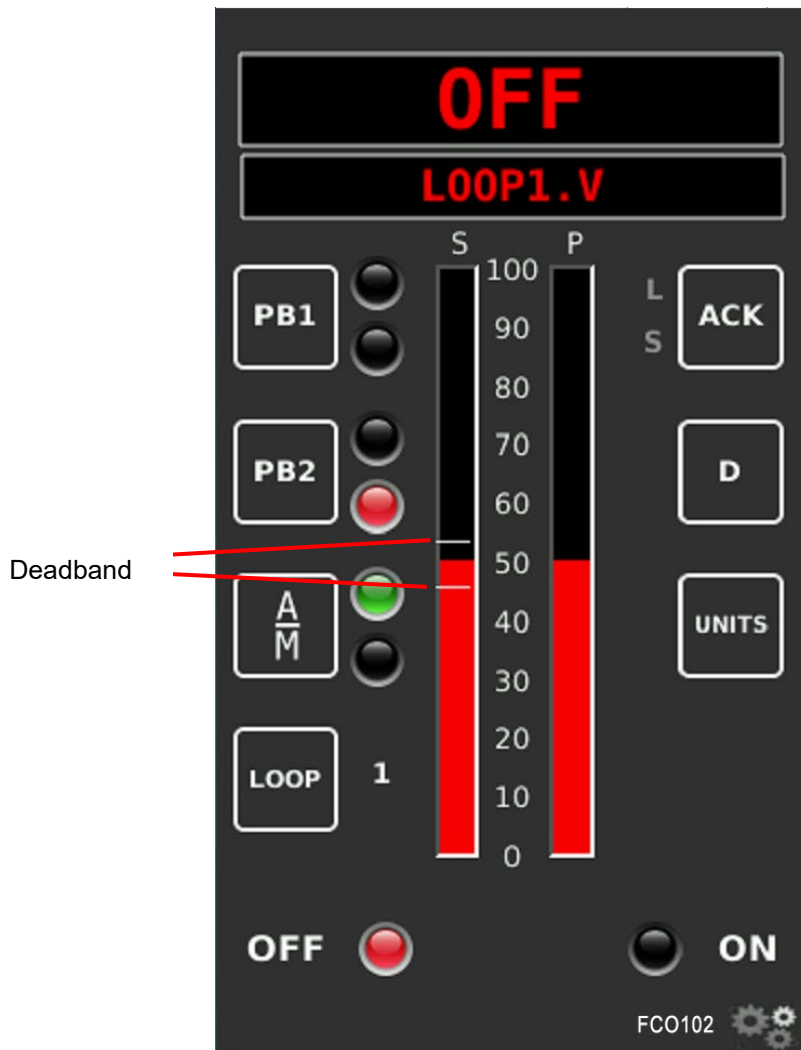 OFF
LOOP1.V
S P
100
90
80
70
60
50
40
30
20
10
0
PB1
PB2
A
M
LOOP 1
L
S
ACK
D
UNITS
Deadband
OFF
ON
FCO102